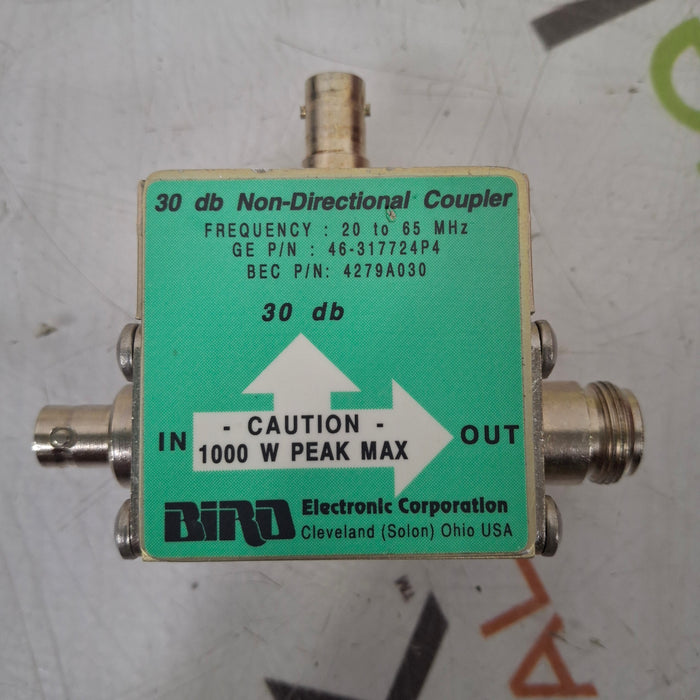 30 db Non-Directional Coupler
FREQUENCY : 20 to 65 MHz
GE P/N : 46-317724P4
BEC P/N: 4279A030
30 db
IN
- CAUTION -
1000 W PEAK MAX
OUT
BIRD Electronic Corporation
Cleveland (Solon) Ohio USA
TM